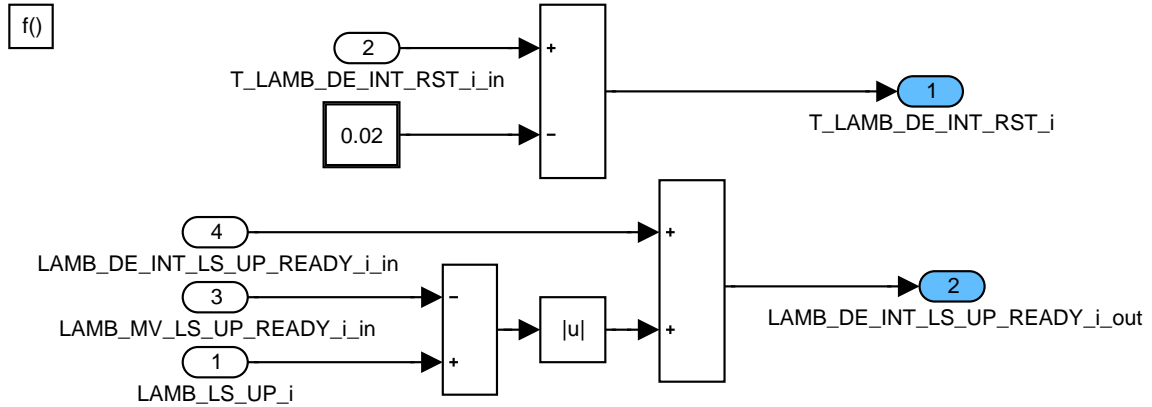 f()
2
+
T_LAMB_DE_INT_RST_i_in
1
T_LAMB_DE_INT_RST_i
0.02
−
4
+
LAMB_DE_INT_LS_UP_READY_i_in
3
−
LAMB_MV_LS_UP_READY_i_in
2
LAMB_DE_INT_LS_UP_READY_i_out
|u|
+
1
+
LAMB_LS_UP_i